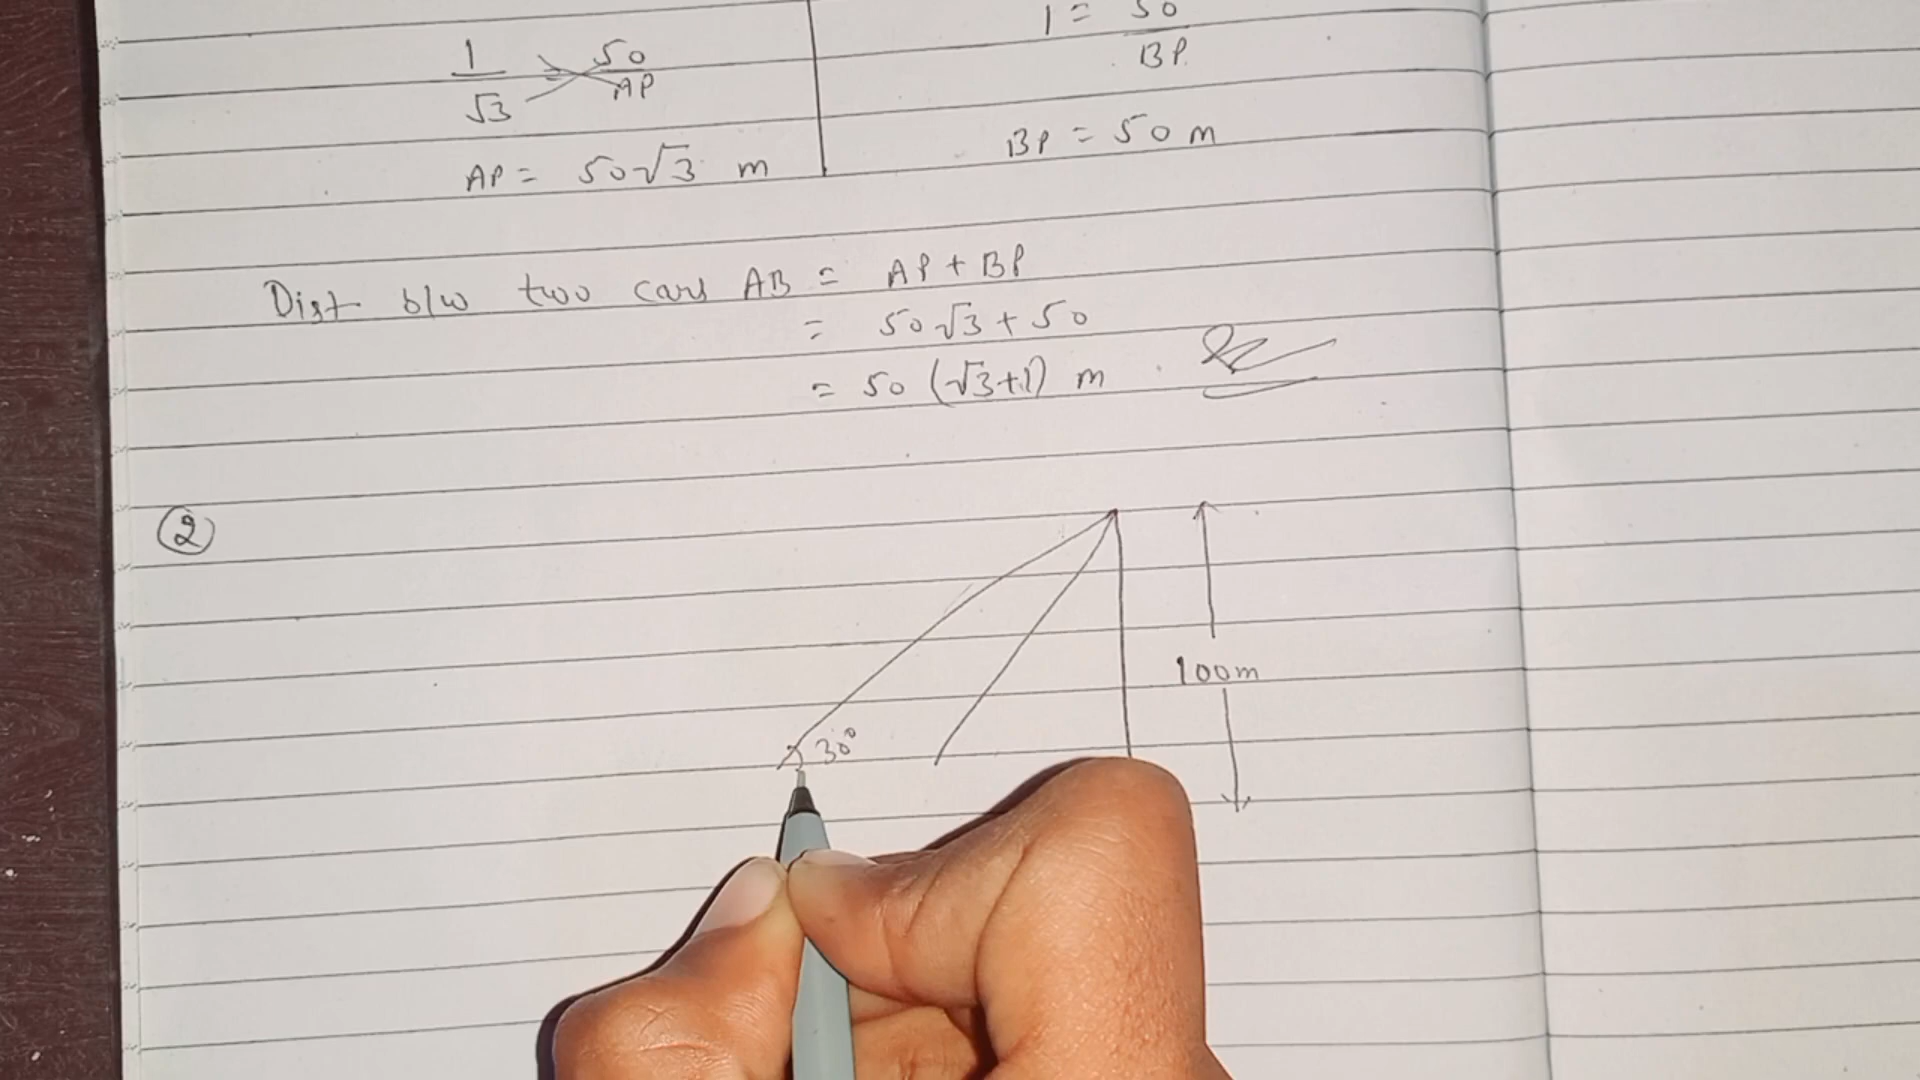 1/√3 = 50/AP
1 = 50/BP
AP = 50√3 m
BP = 50 m
Dist b/w two cars AB = AP + BP
= 50√3 + 50
= 50 (√3+1) m
②
100m
30°